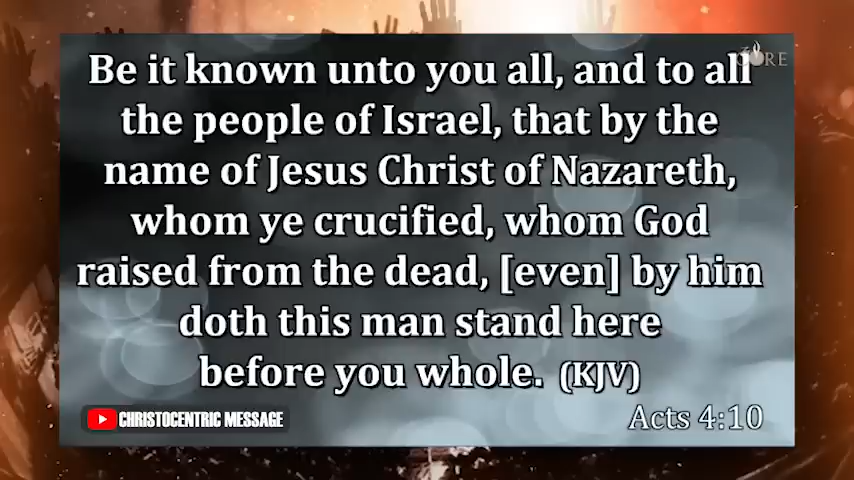 Be it known unto you all, and to all
the people of Israel, that by the
name of Jesus Christ of Nazareth,
whom ye crucified, whom God
raised from the dead, [even] by him
doth this man stand here
before you whole. (KJV)
CHRISTOCENTRIC MESSAGE
Acts 4:10